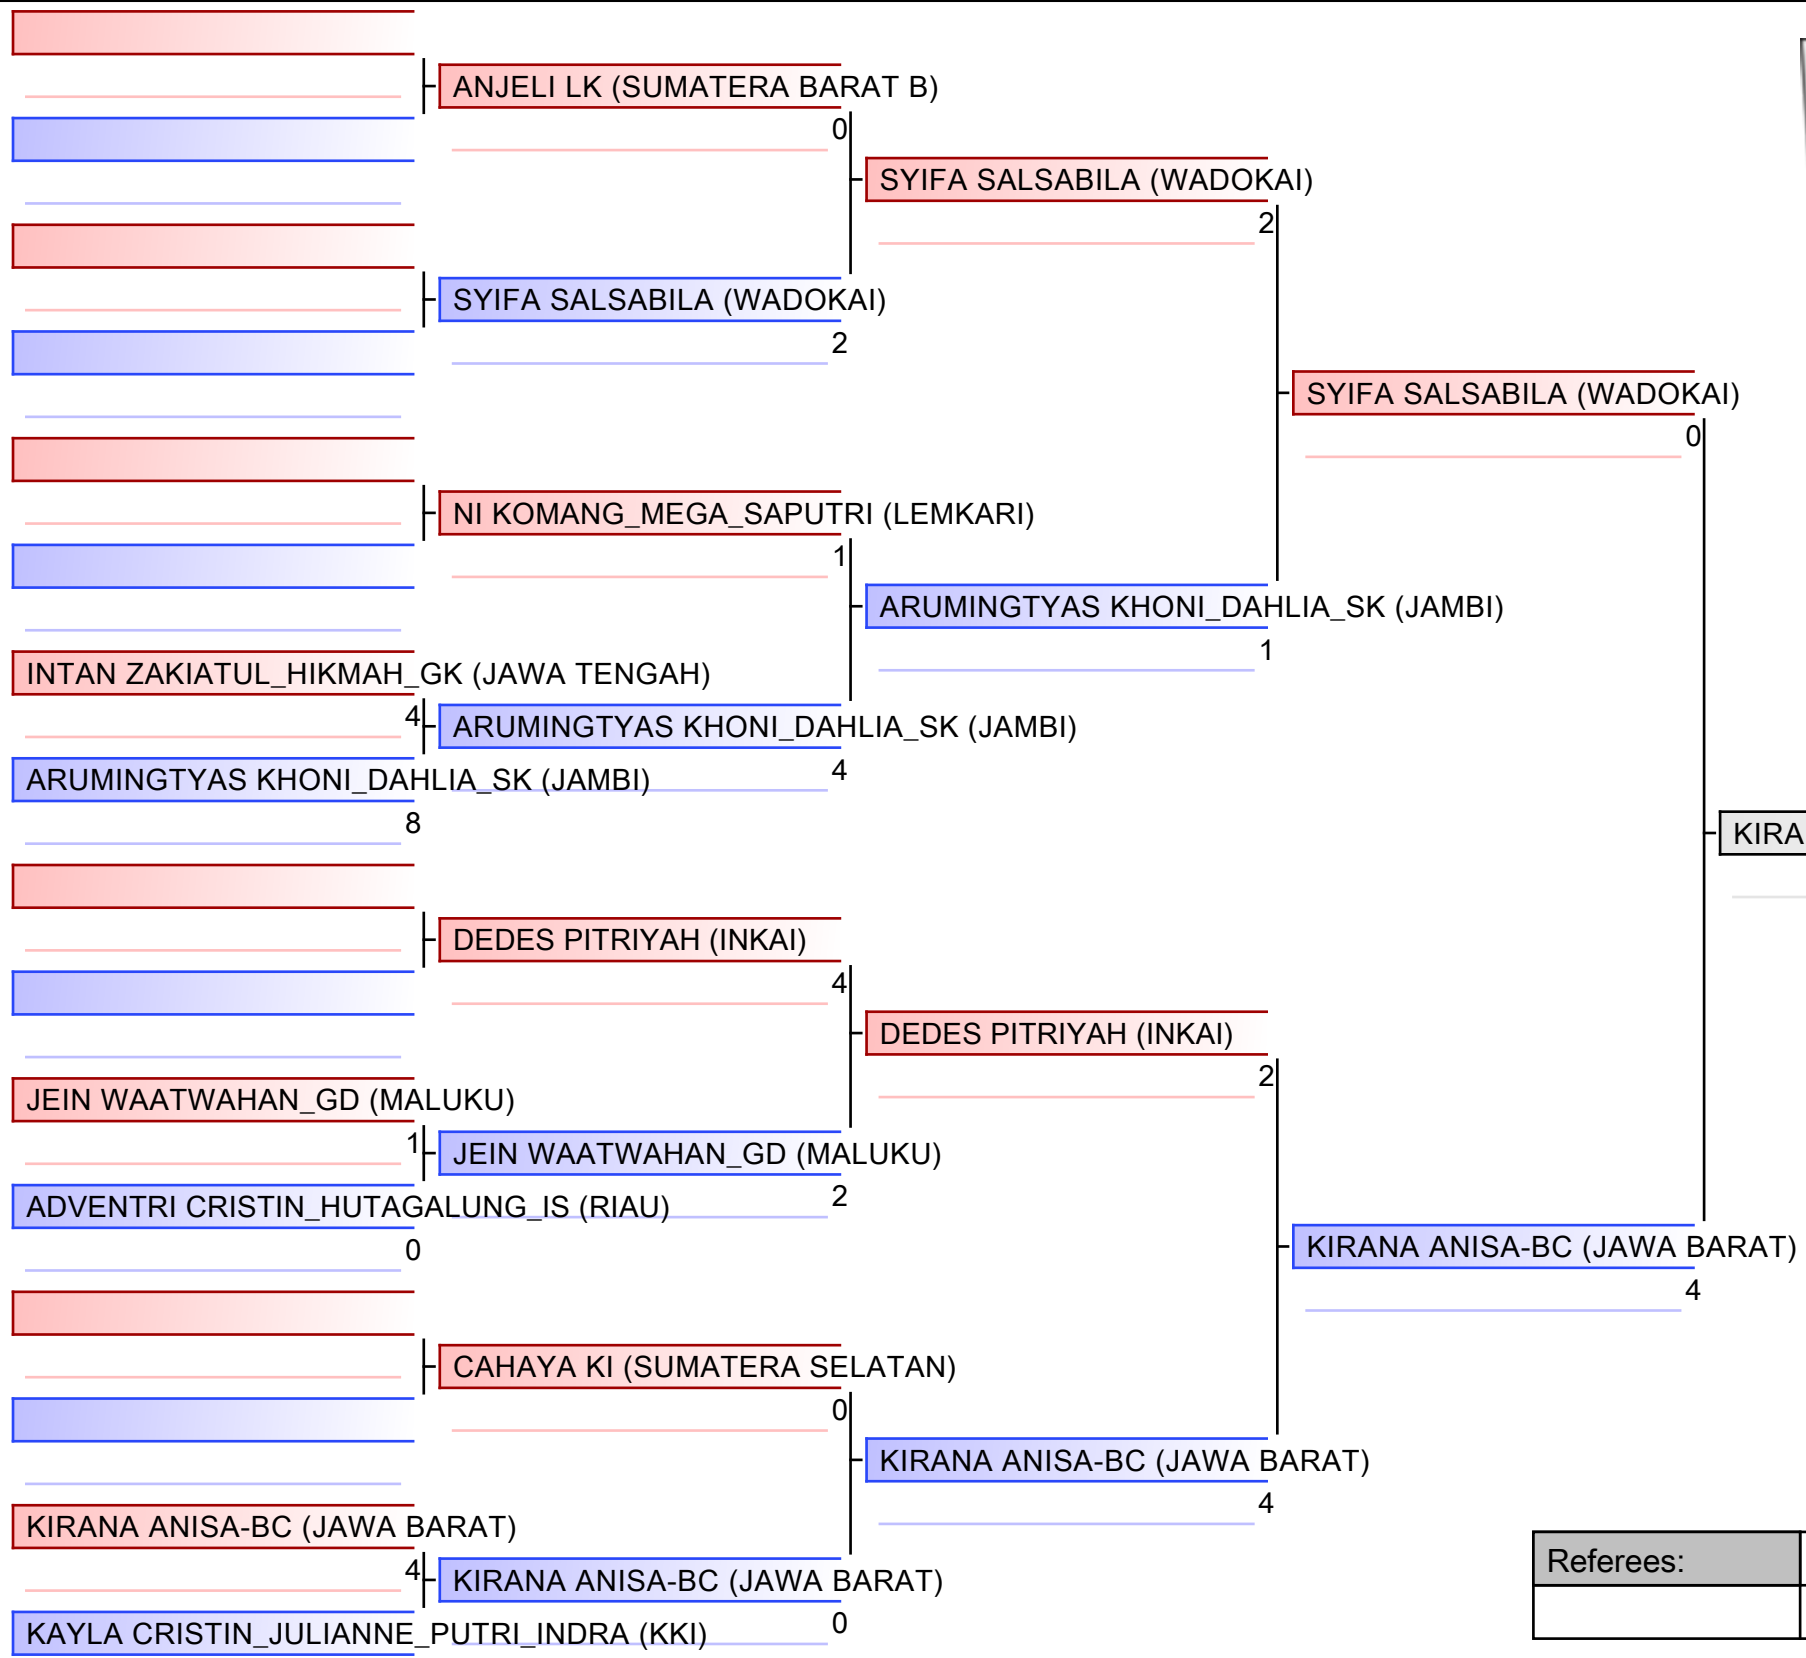 ANJELI LK (SUMATERA BARAT B)
0
SYIFA SALSABILA (WADOKAI)
2
SYIFA SALSABILA (WADOKAI)
2
SYIFA SALSABILA (WADOKAI)
0
NI KOMANG_MEGA_SAPUTRI (LEMKARI)
1
ARUMINGTYAS KHONI_DAHLIA_SK (JAMBI)
1
INTAN ZAKIATUL_HIKMAH_GK (JAWA TENGAH)
4
ARUMINGTYAS KHONI_DAHLIA_SK (JAMBI)
4
ARUMINGTYAS KHONI_DAHLIA_SK (JAMBI)
8
KIRA
DEDES PITRIYAH (INKAI)
4
DEDES PITRIYAH (INKAI)
2
JEIN WAATWAHAN_GD (MALUKU)
1
JEIN WAATWAHAN_GD (MALUKU)
2
ADVENTRI CRISTIN_HUTAGALUNG_IS (RIAU)
0
KIRANA ANISA-BC (JAWA BARAT)
4
CAHAYA KI (SUMATERA SELATAN)
0
KIRANA ANISA-BC (JAWA BARAT)
4
KIRANA ANISA-BC (JAWA BARAT)
4
KIRANA ANISA-BC (JAWA BARAT)
0
KAYLA CRISTIN_JULIANNE_PUTRI_INDRA (KKI)
Referees: